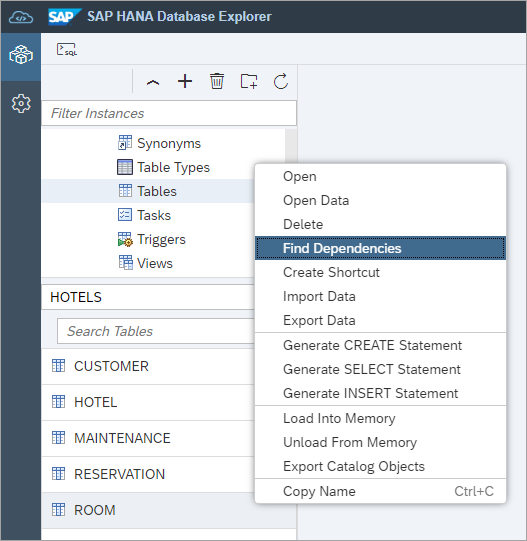 SAP SAP HANA Database Explorer
SQL
Filter Instances
Synonyms
Table Types
Tables
Tasks
Triggers
Views
HOTELS
Search Tables
CUSTOMER
HOTEL
MAINTENANCE
RESERVATION
ROOM
Open
Open Data
Delete
Find Dependencies
Create Shortcut
Import Data
Export Data
Generate CREATE Statement
Generate SELECT Statement
Generate INSERT Statement
Load Into Memory
Unload From Memory
Export Catalog Objects
Copy Name Ctrl+C